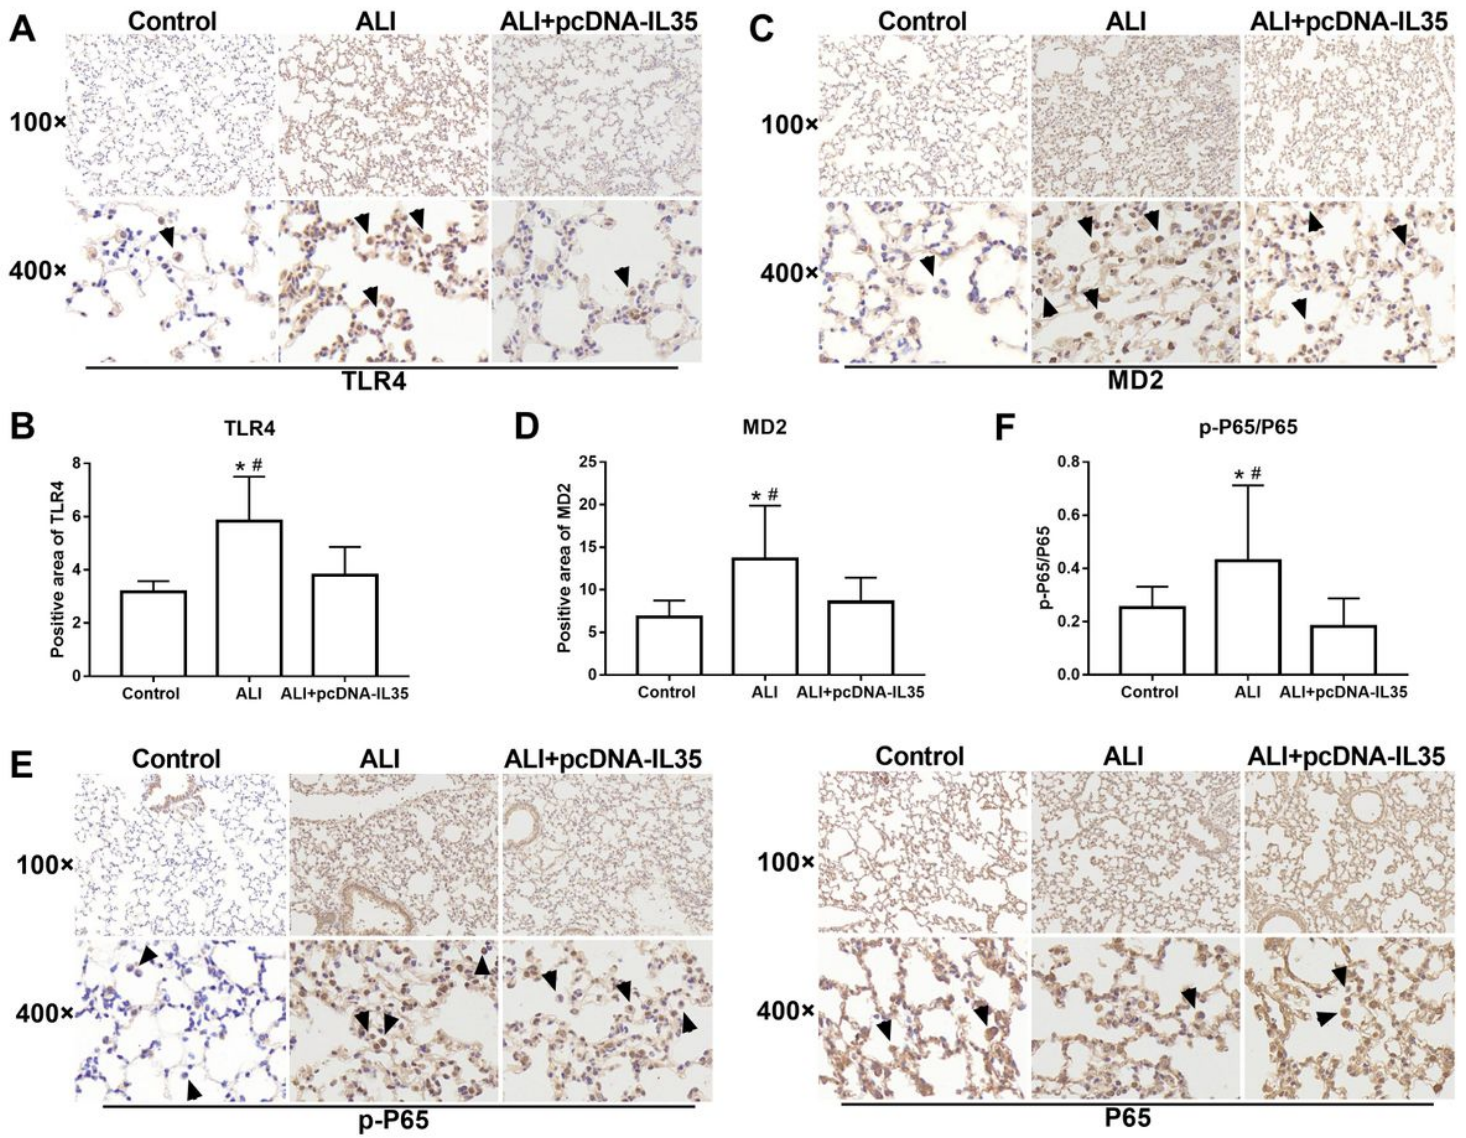 A
Control
ALI
ALI+pcDNA-IL35
100×
400×
TLR4
C
Control
ALI
ALI+pcDNA-IL35
100×
400×
MD2
B
TLR4
Positive area of TLR4
8
6
4
2
0
* #
Control
ALI
ALI+pcDNA-IL35
D
MD2
Positive area of MD2
25
20
15
10
5
0
* #
Control
ALI
ALI+pcDNA-IL35
F
p-P65/P65
p-P65/P65
0.8
0.6
0.4
0.2
0.0
* #
Control
ALI
ALI+pcDNA-IL35
E
Control
ALI
ALI+pcDNA-IL35
100×
400×
p-P65
Control
ALI
ALI+pcDNA-IL35
100×
400×
P65